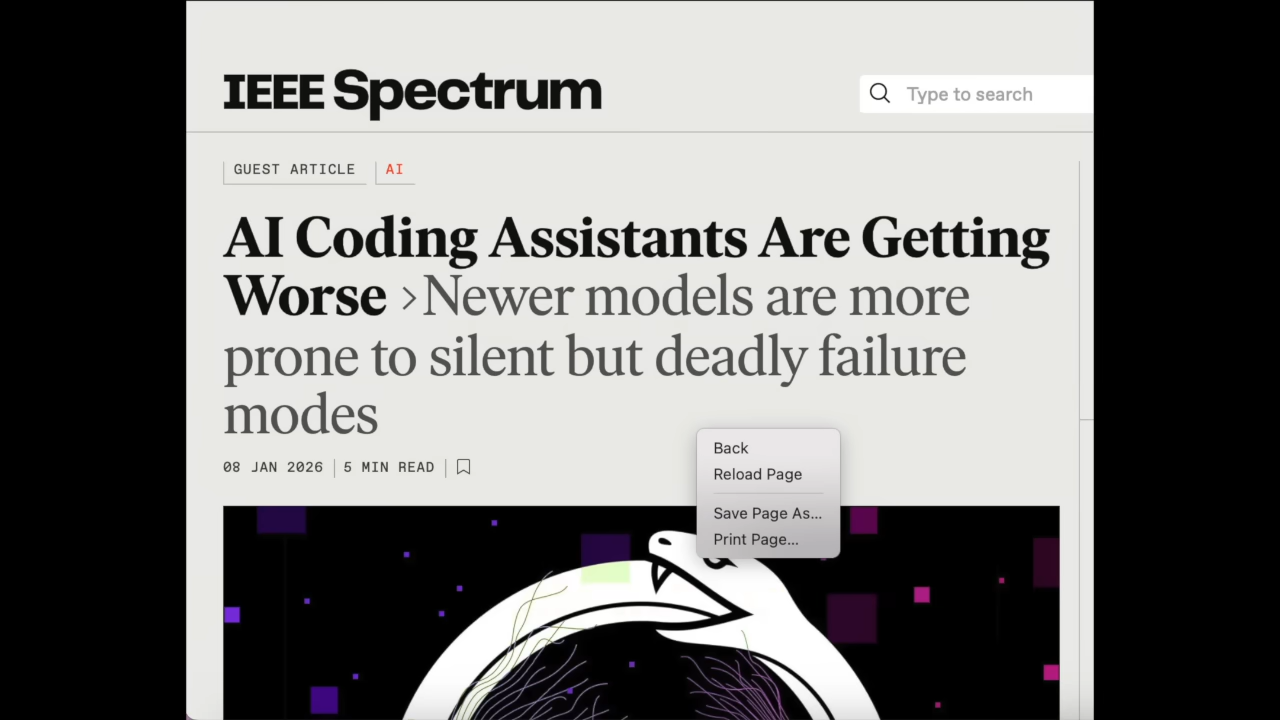 IEEE Spectrum
Type to search
GUEST ARTICLE
AI
AI Coding Assistants Are Getting
Worse ›Newer models are more
prone to silent but deadly failure
modes
08 JAN 2026
5 MIN READ
Back
Reload Page
Save Page As...
Print Page...